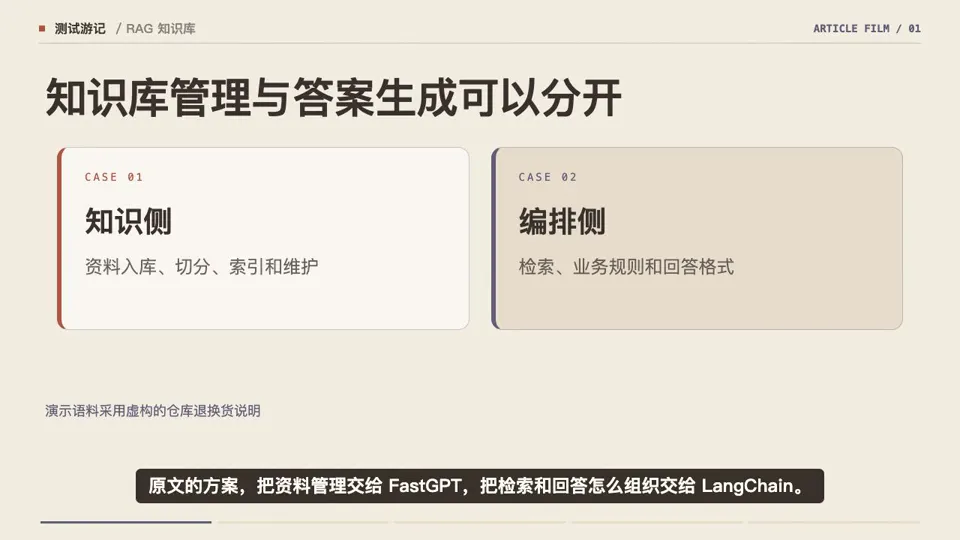 测试游记 / RAG 知识库
ARTICLE FILM / 01
知识库管理与答案生成可以分开
CASE 01
知识侧
资料入库、切分、索引和维护
CASE 02
编排侧
检索、业务规则和回答格式
演示语料采用虚构的仓库退换货说明
原文的方案，把资料管理交给 FastGPT，把检索和回答怎么组织交给 LangChain。